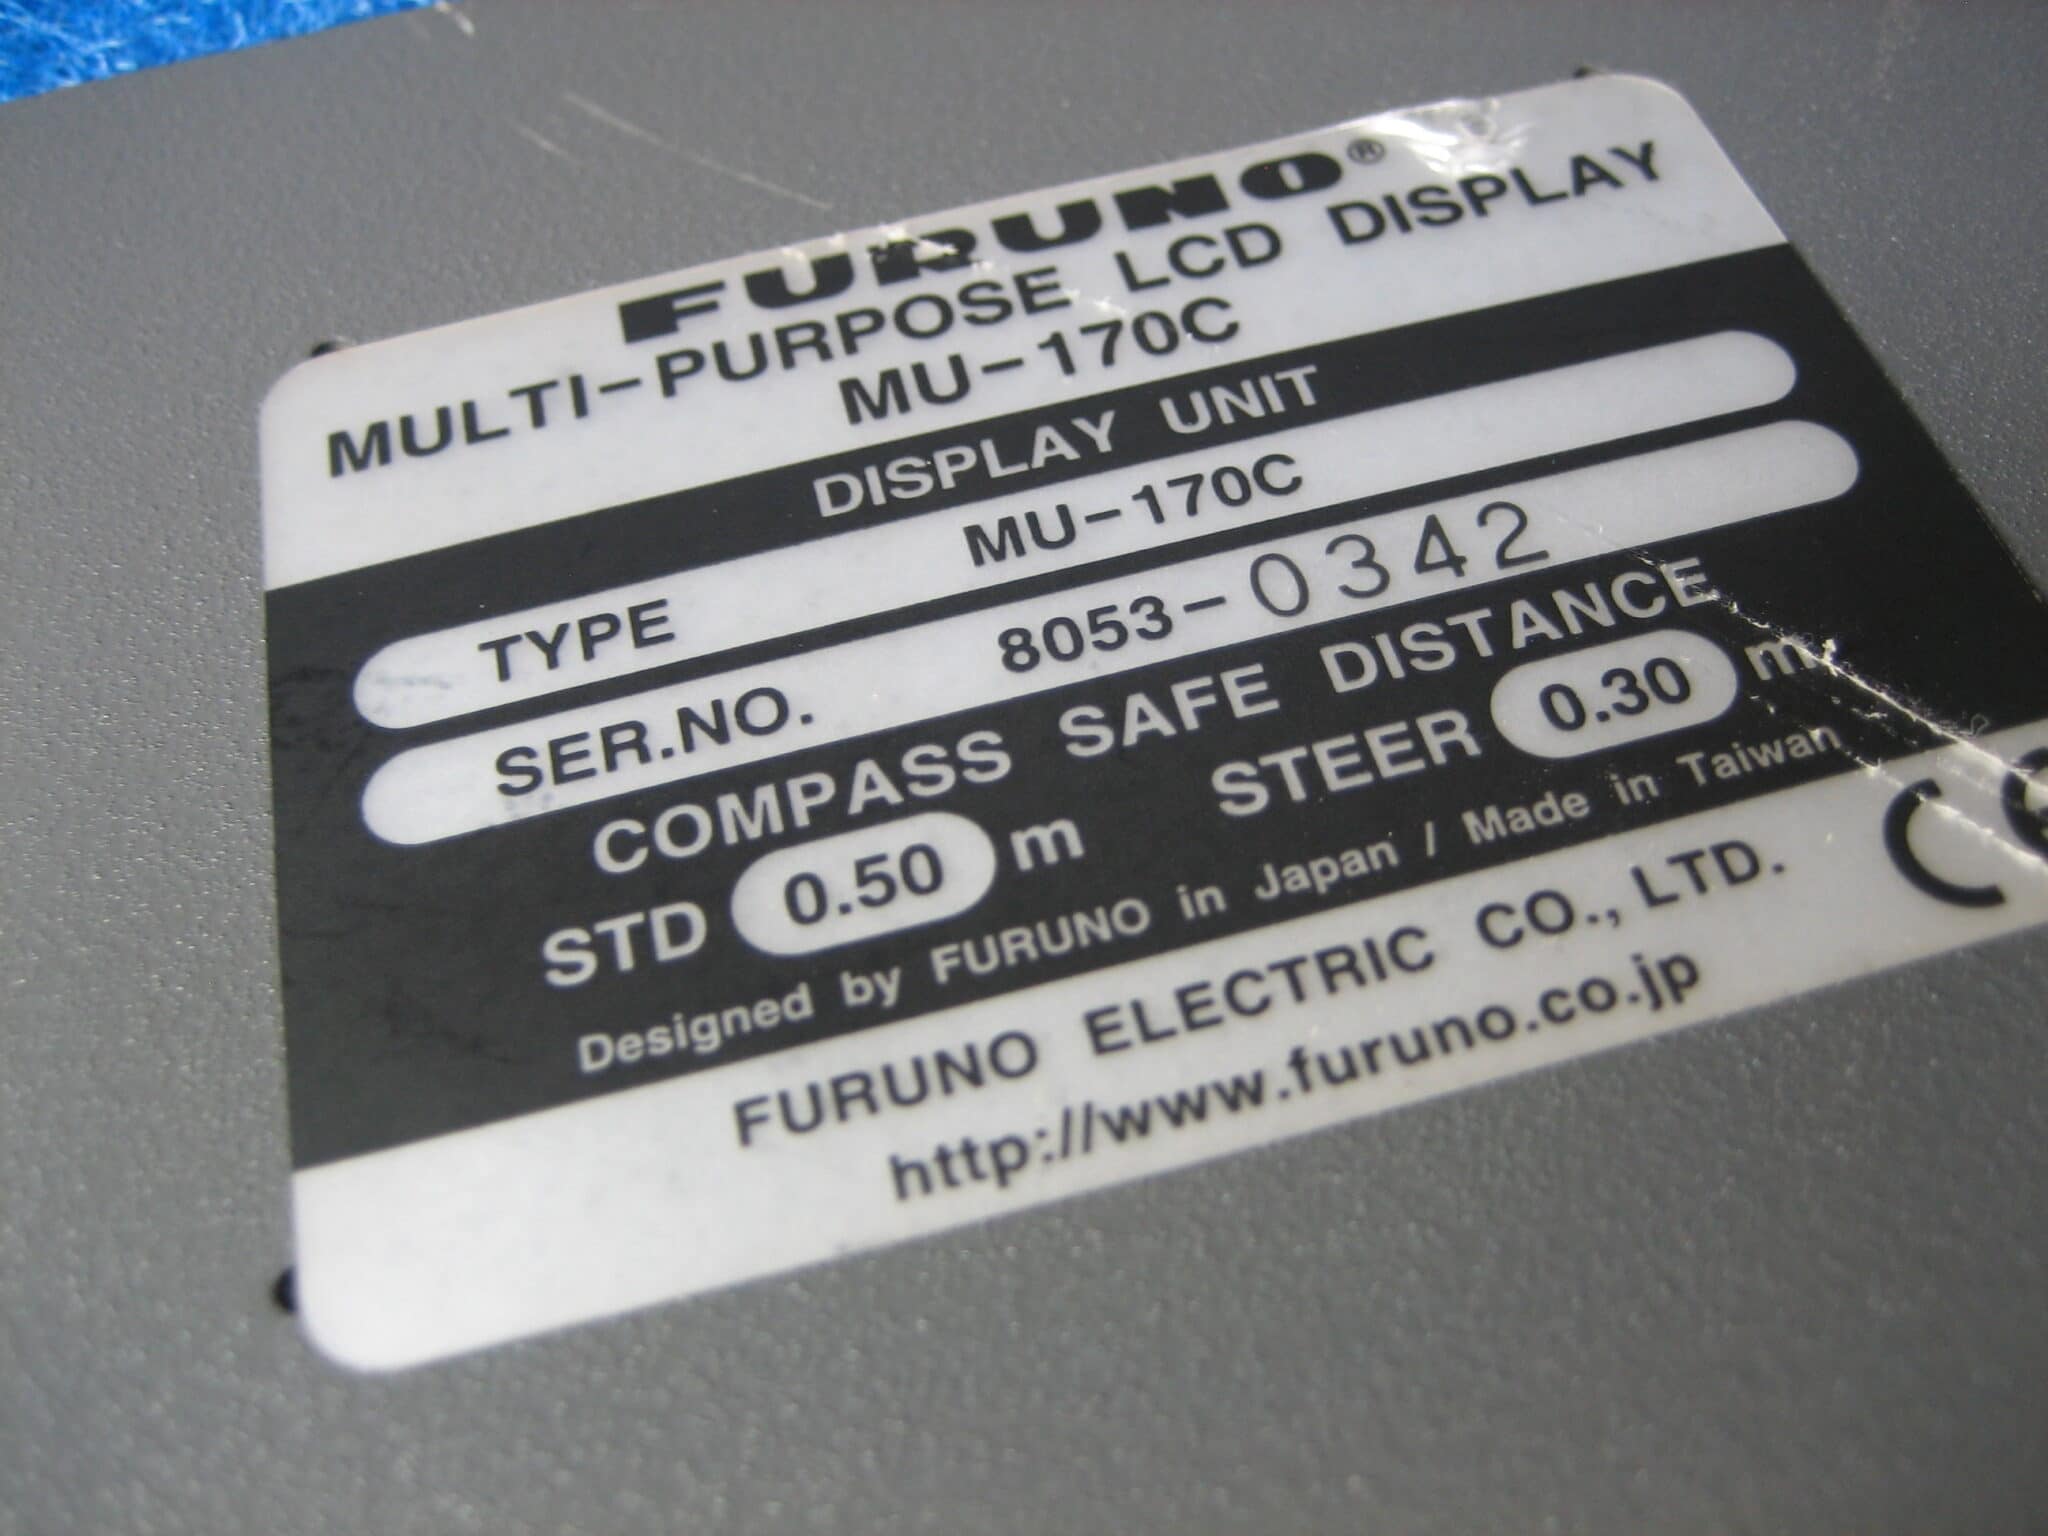 FURUNO®
MULTI-PURPOSE LCD DISPLAY
MU-170C
DISPLAY UNIT
TYPE MU-170C
SER.NO. 8053-0342
COMPASS SAFE DISTANCE
STD 0.50 m STEER 0.30 m
Designed by FURUNO in Japan / Made in Taiwan
FURUNO ELECTRIC CO., LTD.
http://www.furuno.co.jp
CE